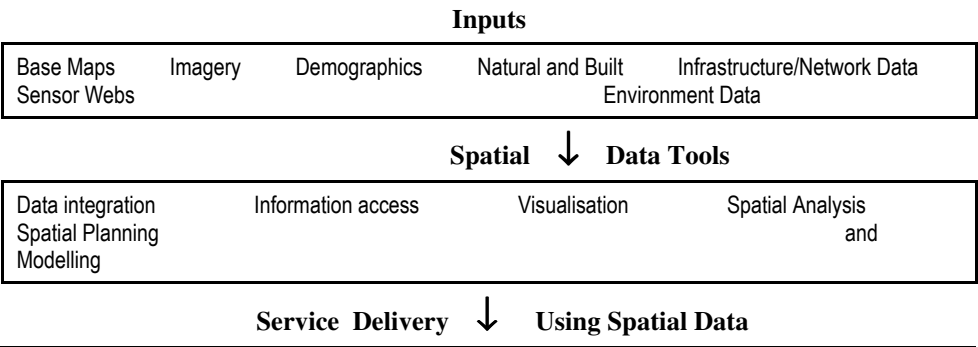 Inputs
Base Maps Imagery Demographics Natural and Built Infrastructure/Network Data
Sensor Webs Environment Data
Spatial ↓ Data Tools
Data integration Information access Visualisation Spatial Analysis
Spatial Planning and
Modelling
Service Delivery ↓ Using Spatial Data